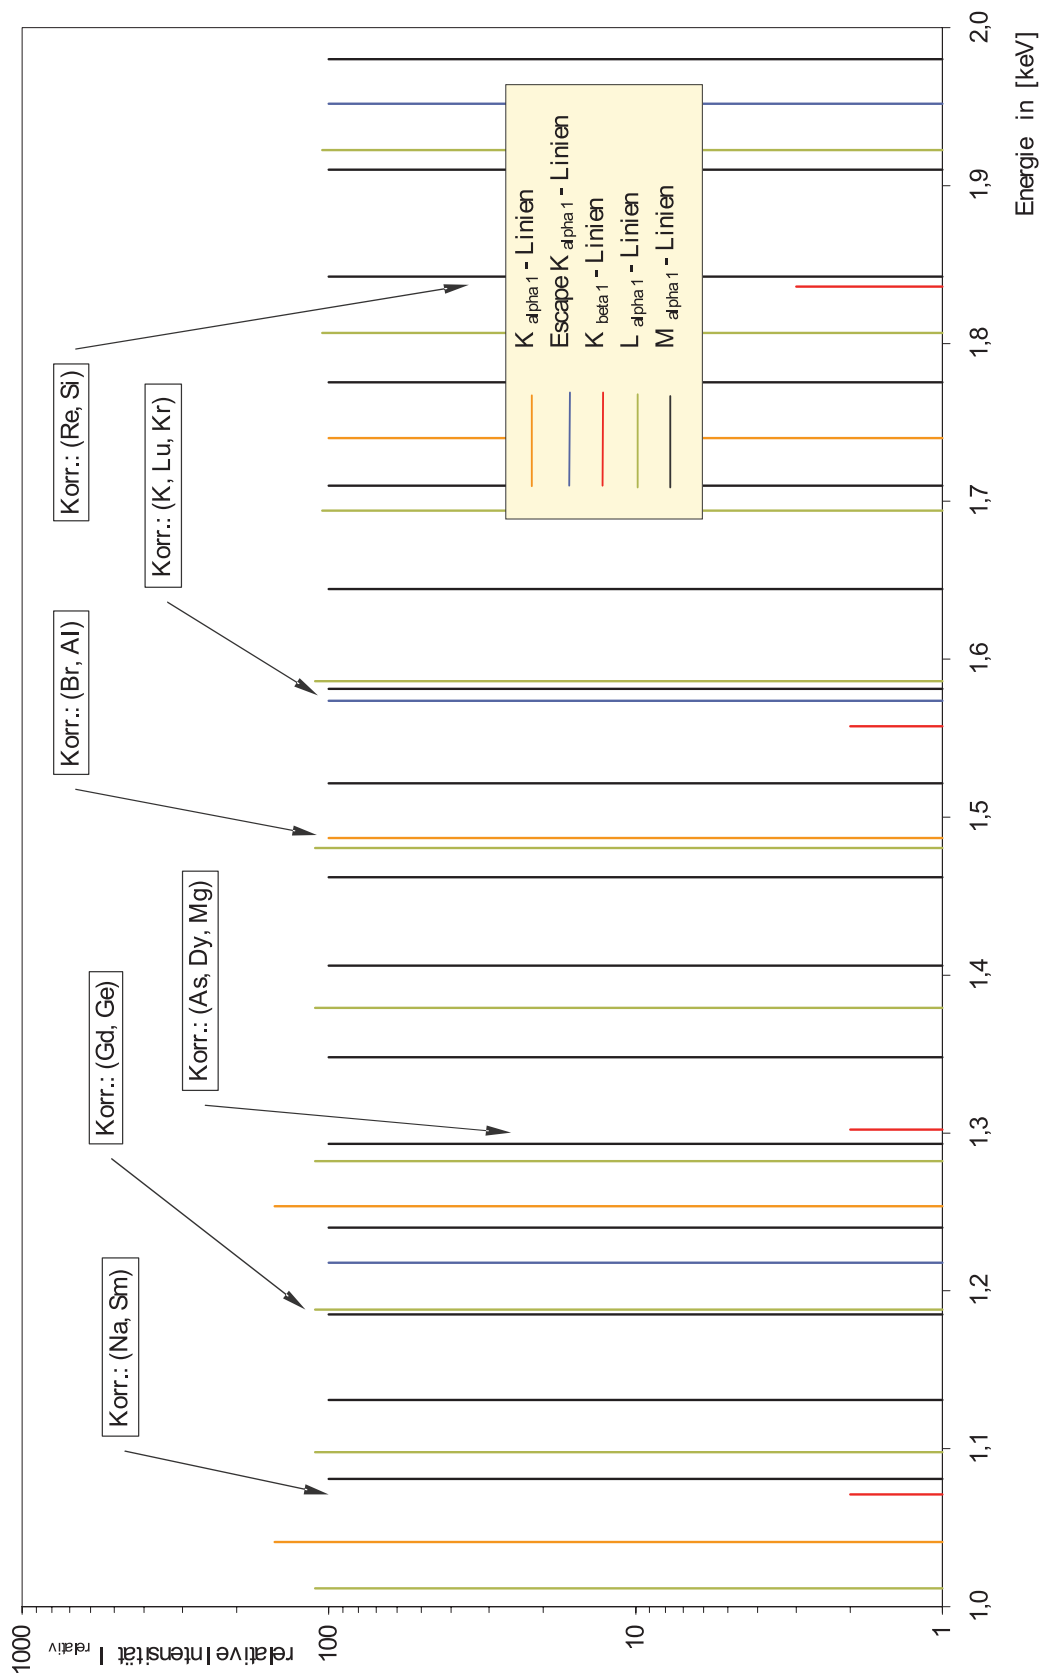 1000
100
10
1
relative Intensität I relativ
1,0
1,1
1,2
1,3
1,4
1,5
1,6
1,7
1,8
1,9
2,0
Energie in [keV]
Korr.: (Na, Sm)
Korr.: (Gd, Ge)
Korr.: (As, Dy, Mg)
Korr.: (Br, Al)
Korr.: (K, Lu, Kr)
Korr.: (Re, Si)
K alpha1 - Linien
Escape K alpha1 - Linien
K beta1 - Linien
L alpha1 - Linien
M alpha1 - Linien